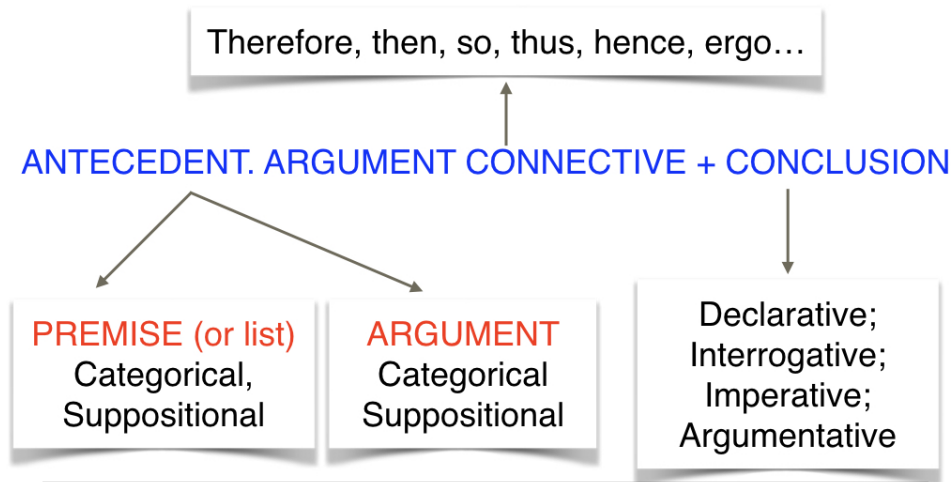 Therefore, then, so, thus, hence, ergo…
ANTECEDENT. ARGUMENT CONNECTIVE + CONCLUSION
PREMISE (or list)
Categorical,
Suppositional
ARGUMENT
Categorical
Suppositional
Declarative;
Interrogative;
Imperative;
Argumentative